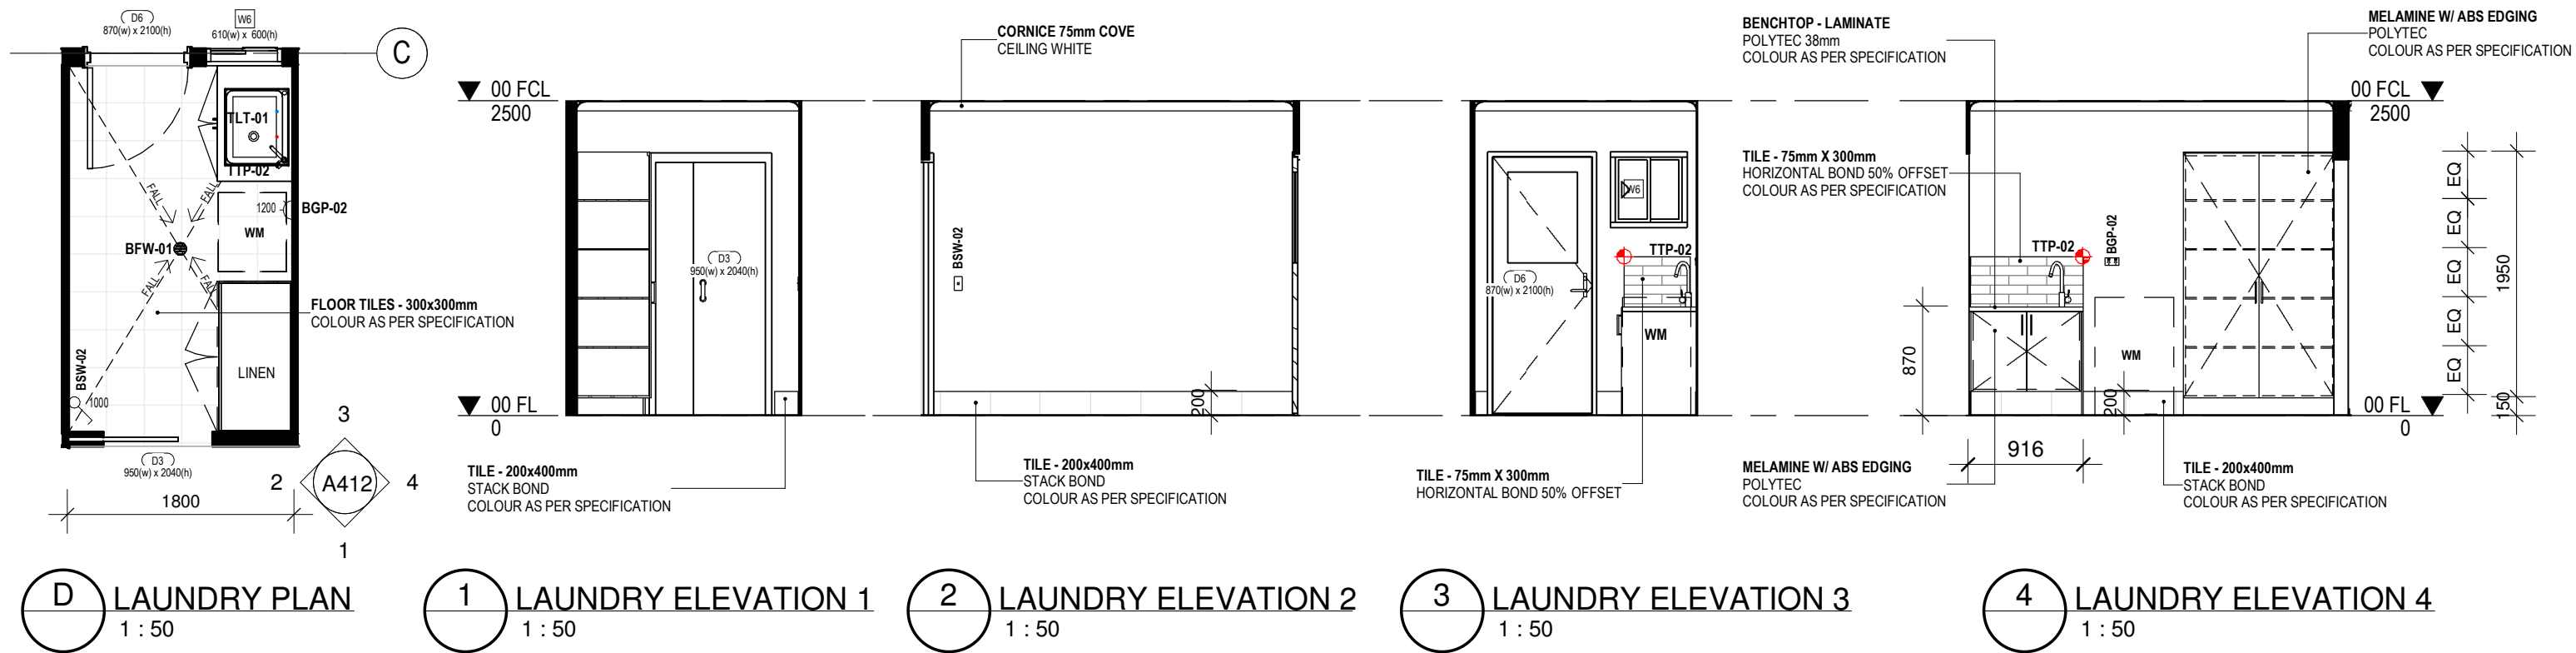 D6
870(w) x 2100(h)
W6
610(w) x 600(h)
C
TLT-01
TTP-02
FALL
FALL
1200
BGP-02
WM
BFW-01
FALL
FALL
FLOOR TILES - 300x300mm
COLOUR AS PER SPECIFICATION
BSW-02
1000
LINEN
D3
950(w) x 2040(h)
3
2
A412
4
1
1800
D
LAUNDRY PLAN
1 : 50
00 FCL
2500
D3
950(w) x 2040(h)
00 FL
0
TILE - 200x400mm
STACK BOND
COLOUR AS PER SPECIFICATION
1
LAUNDRY ELEVATION 1
1 : 50
CORNICE 75mm COVE
CEILING WHITE
BSW-02
200
TILE - 200x400mm
STACK BOND
COLOUR AS PER SPECIFICATION
2
LAUNDRY ELEVATION 2
1 : 50
W6
TTP-02
D6
870(w) x 2100(h)
WM
TILE - 75mm X 300mm
HORIZONTAL BOND 50% OFFSET
3
LAUNDRY ELEVATION 3
1 : 50
BENCHTOP - LAMINATE
POLYTEC 38mm
COLOUR AS PER SPECIFICATION
MELAMINE W/ ABS EDGING
POLYTEC
COLOUR AS PER SPECIFICATION
00 FCL
2500
TILE - 75mm X 300mm
HORIZONTAL BOND 50% OFFSET
COLOUR AS PER SPECIFICATION
TTP-02
BGP-02
EQ
EQ
EQ
EQ
EQ
1950
150
870
WM
200
00 FL
0
916
MELAMINE W/ ABS EDGING
POLYTEC
COLOUR AS PER SPECIFICATION
TILE - 200x400mm
STACK BOND
COLOUR AS PER SPECIFICATION
4
LAUNDRY ELEVATION 4
1 : 50